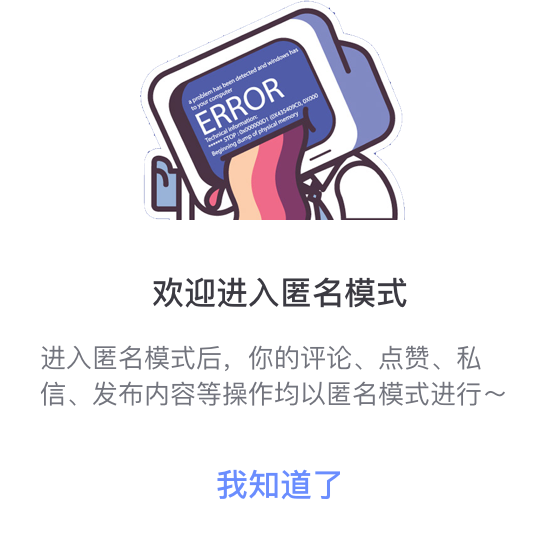 a problem has been detected and windows has
to your computer
ERROR
Technical information:
****** STOP : 0x000000D1 (0X435409C0, 0X000
Beginning dump of physical memory
欢迎进入匿名模式
进入匿名模式后，你的评论、点赞、私
信、发布内容等操作均以匿名模式进行～
我知道了